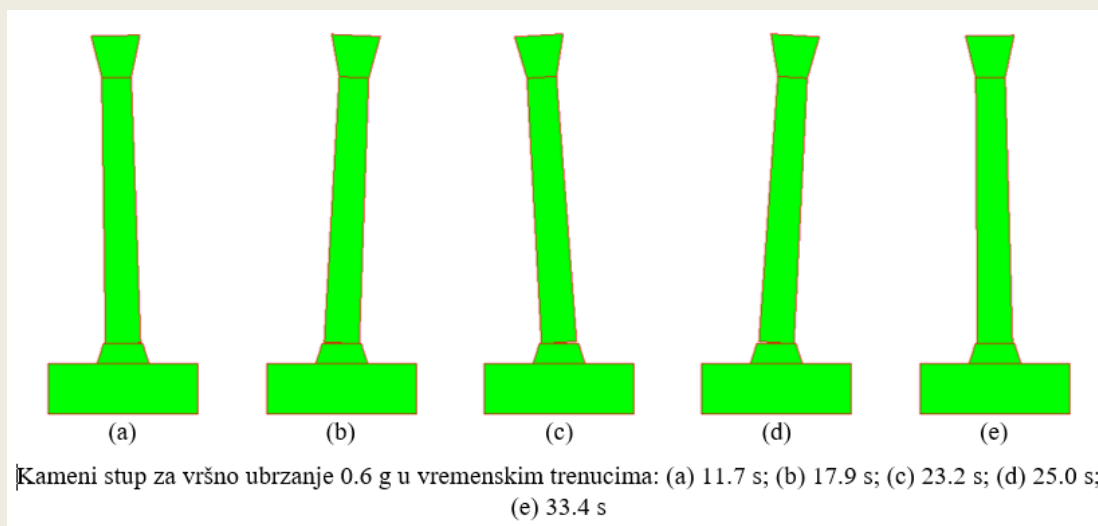 (a) (b) (c) (d) (e)
Kameni stup za vršno ubrzanje 0.6 g u vremenskim trenucima: (a) 11.7 s; (b) 17.9 s; (c) 23.2 s; (d) 25.0 s;
(e) 33.4 s